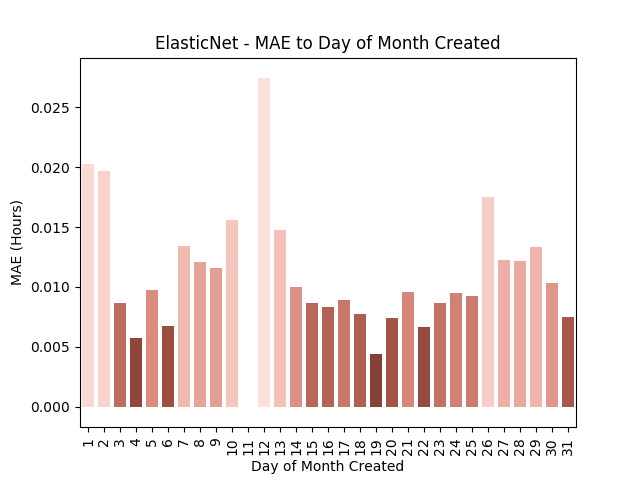 ElasticNet - MAE to Day of Month Created
MAE (Hours)
0.025
0.020
0.015
0.010
0.005
0.000
1 2 3 4 5 6 7 8 9 10 11 12 13 14 15 16 17 18 19 20 21 22 23 24 25 26 27 28 29 30 31
Day of Month Created